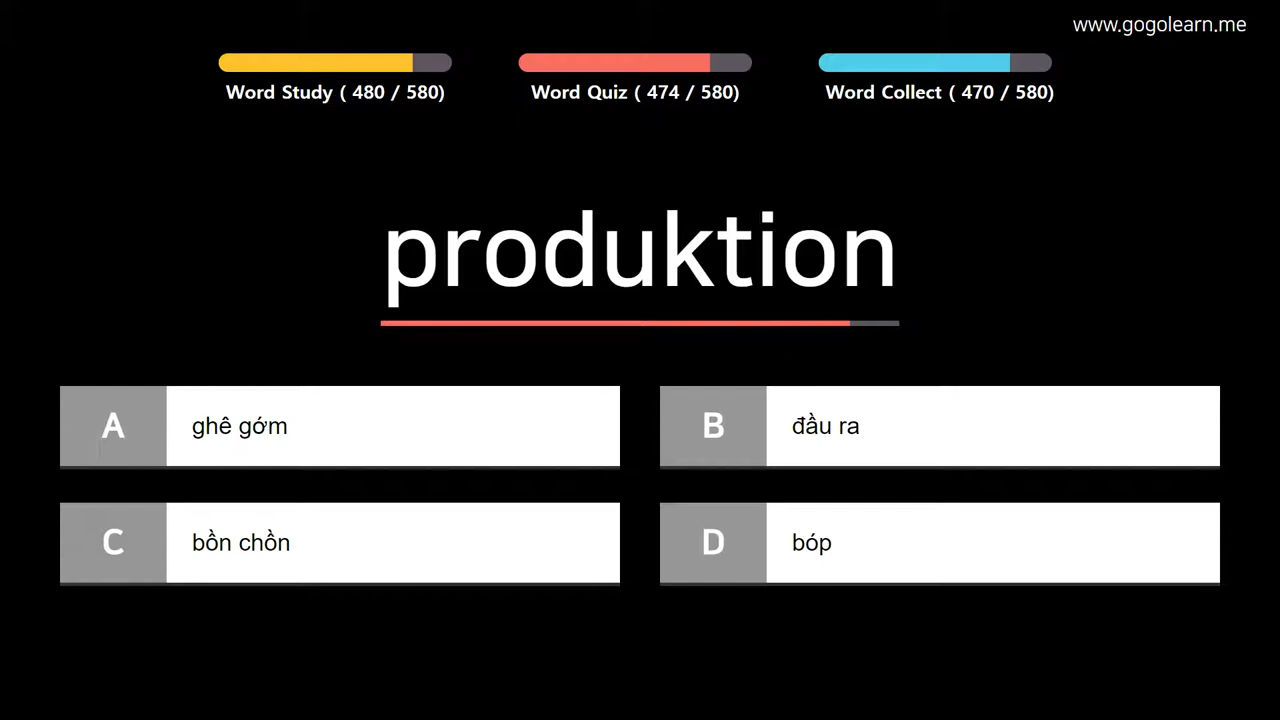 www.gogolearn.me
Word Study ( 480 / 580)
Word Quiz ( 474 / 580)
Word Collect ( 470 / 580)
produktion
A
ghê gớm
B
đầu ra
C
bồn chồn
D
bóp